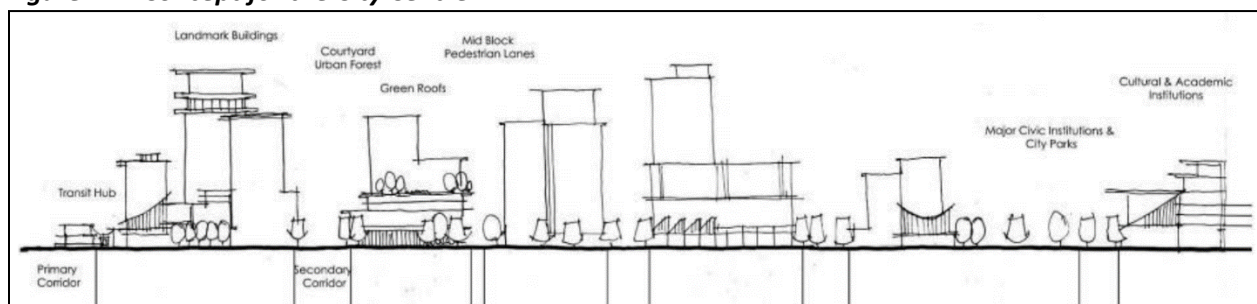 Landmark Buildings
Courtyard
Urban Forest
Mid Block
Pedestrian Lanes
Green Roofs
Cultural & Academic
Institutions
Major Civic Institutions &
City Parks
Transit Hub
Primary
Corridor
Secondary
Corridor